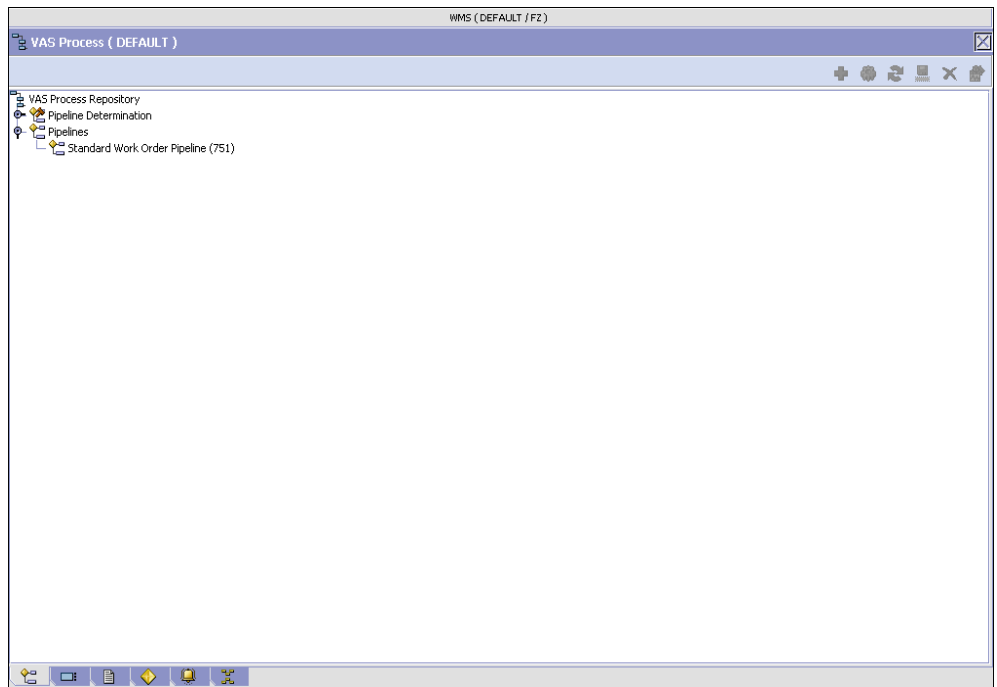 WMS ( DEFAULT / FZ )
VAS Process ( DEFAULT )
VAS Process Repository
Pipeline Determination
Pipelines
Standard Work Order Pipeline (751)